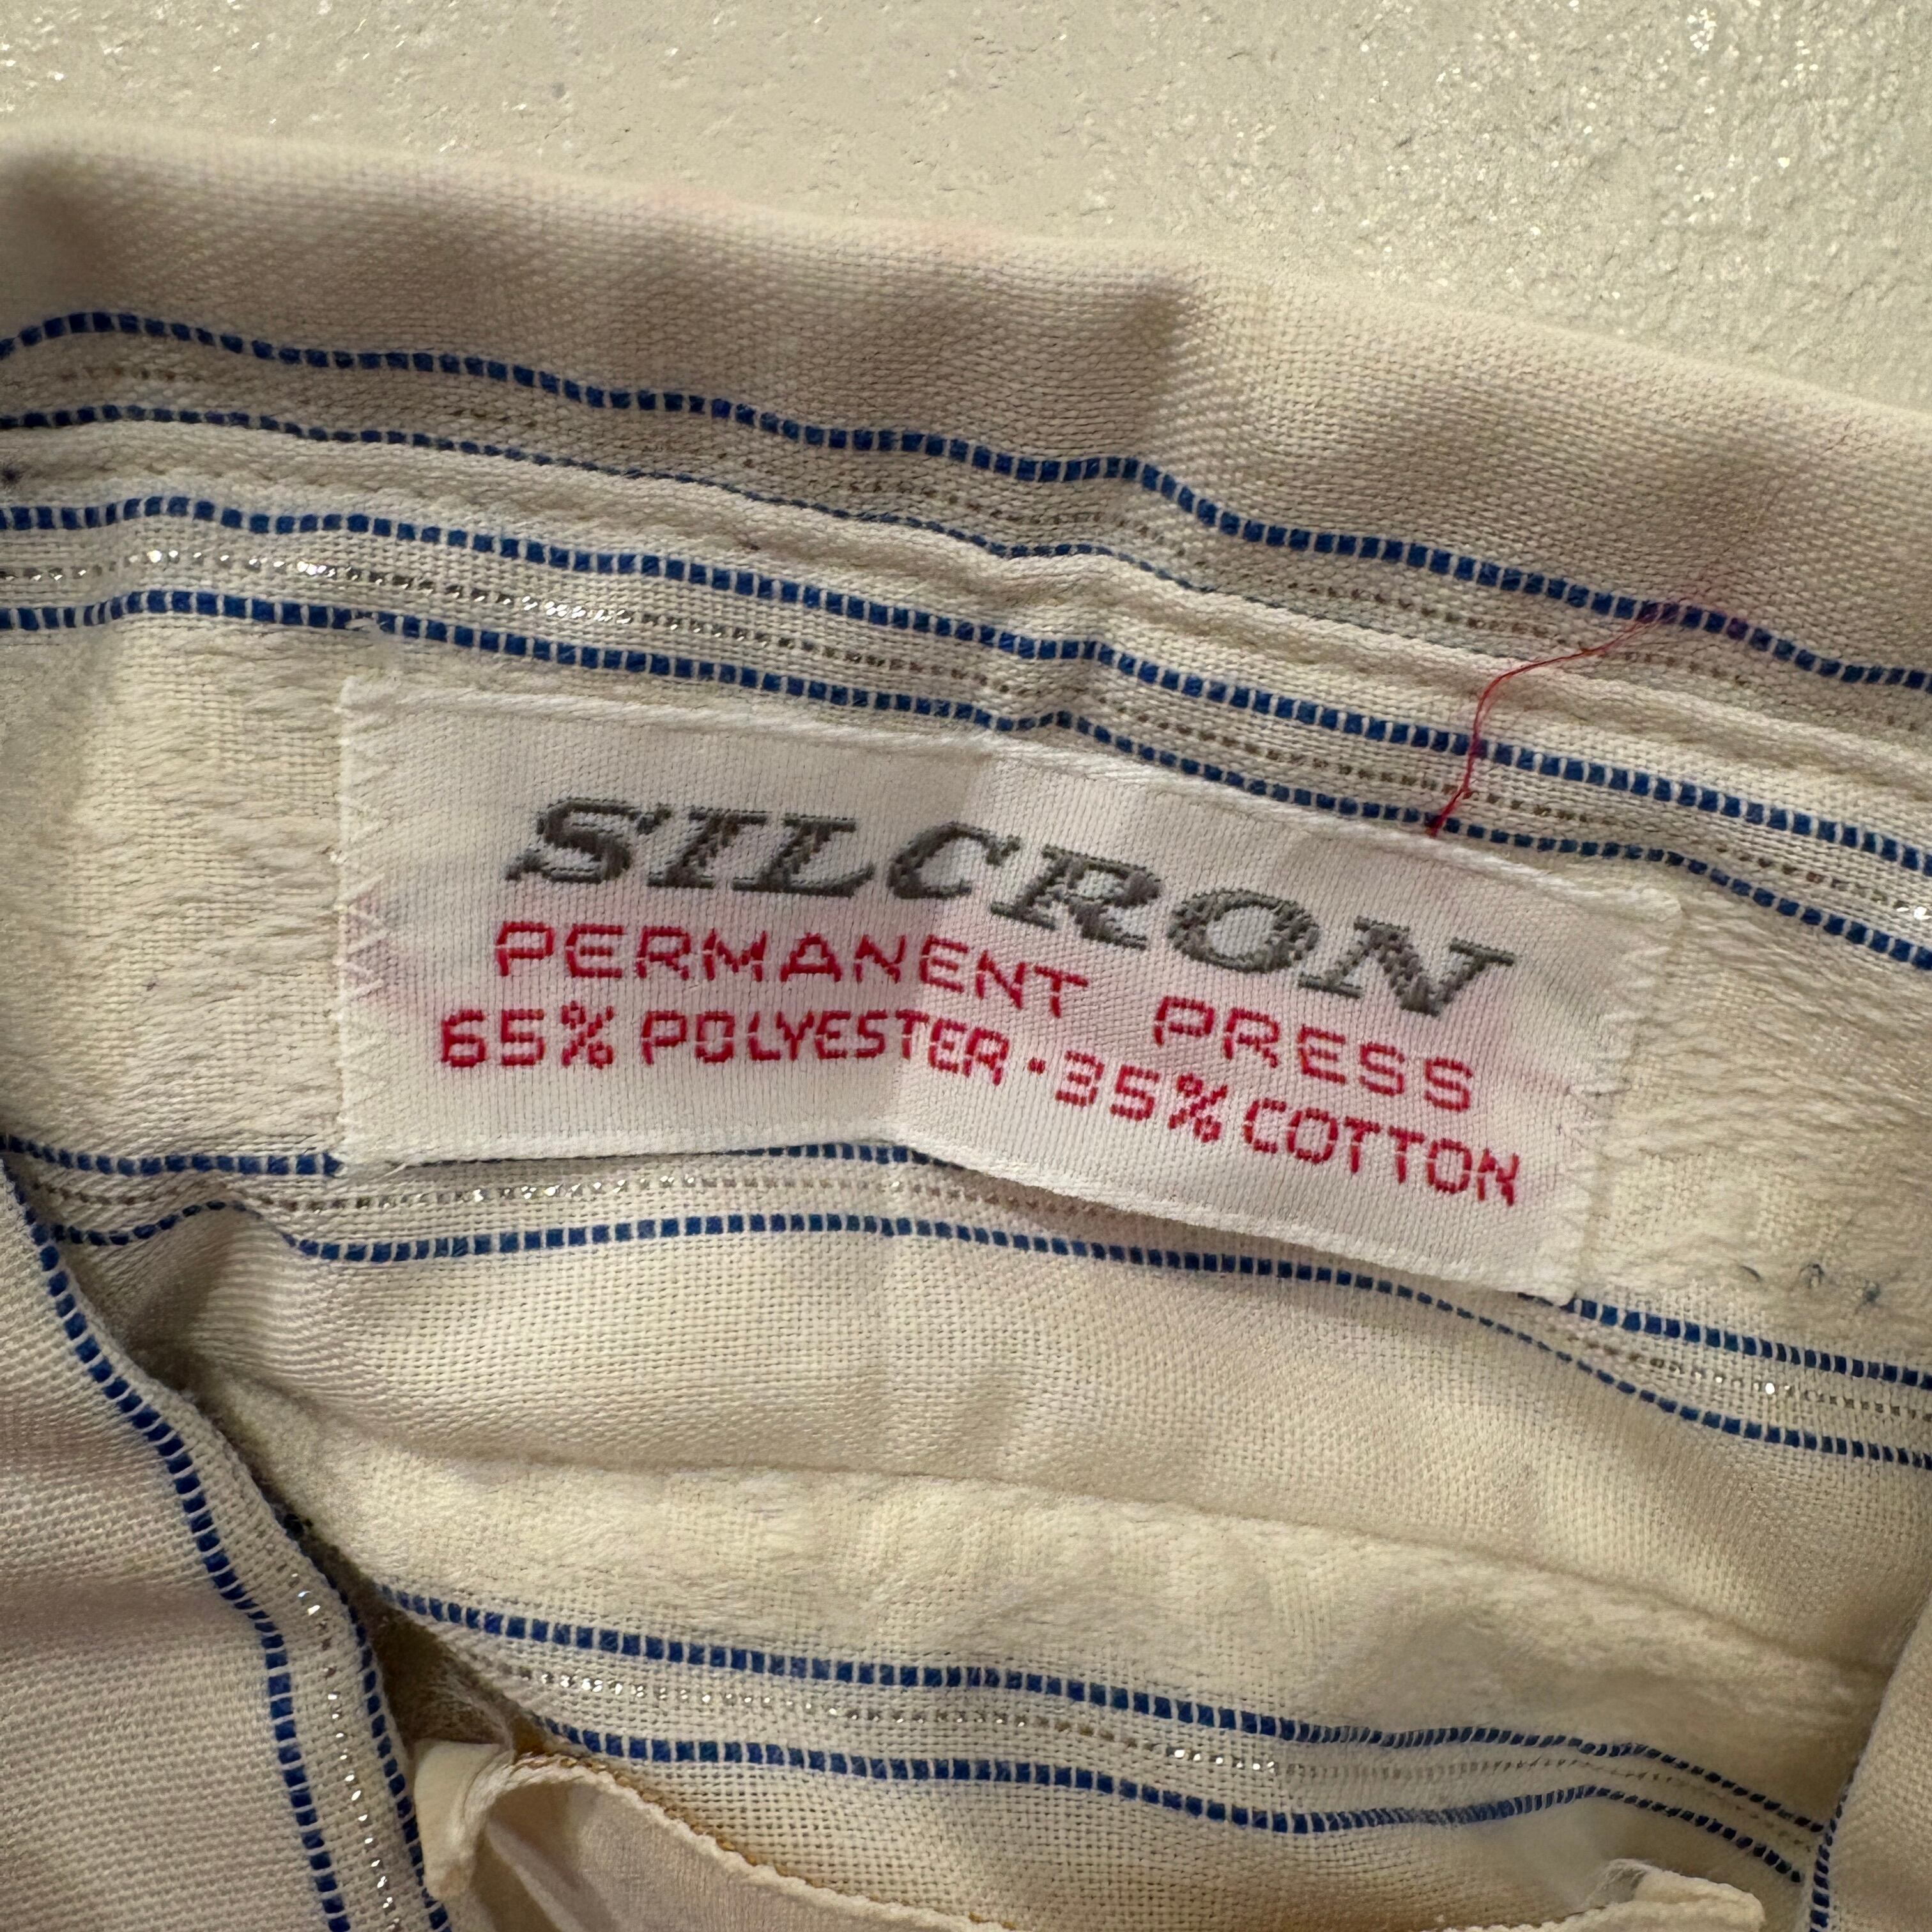 SILCRON
PERMANENT PRESS
65% POLYESTER · 35% COTTON